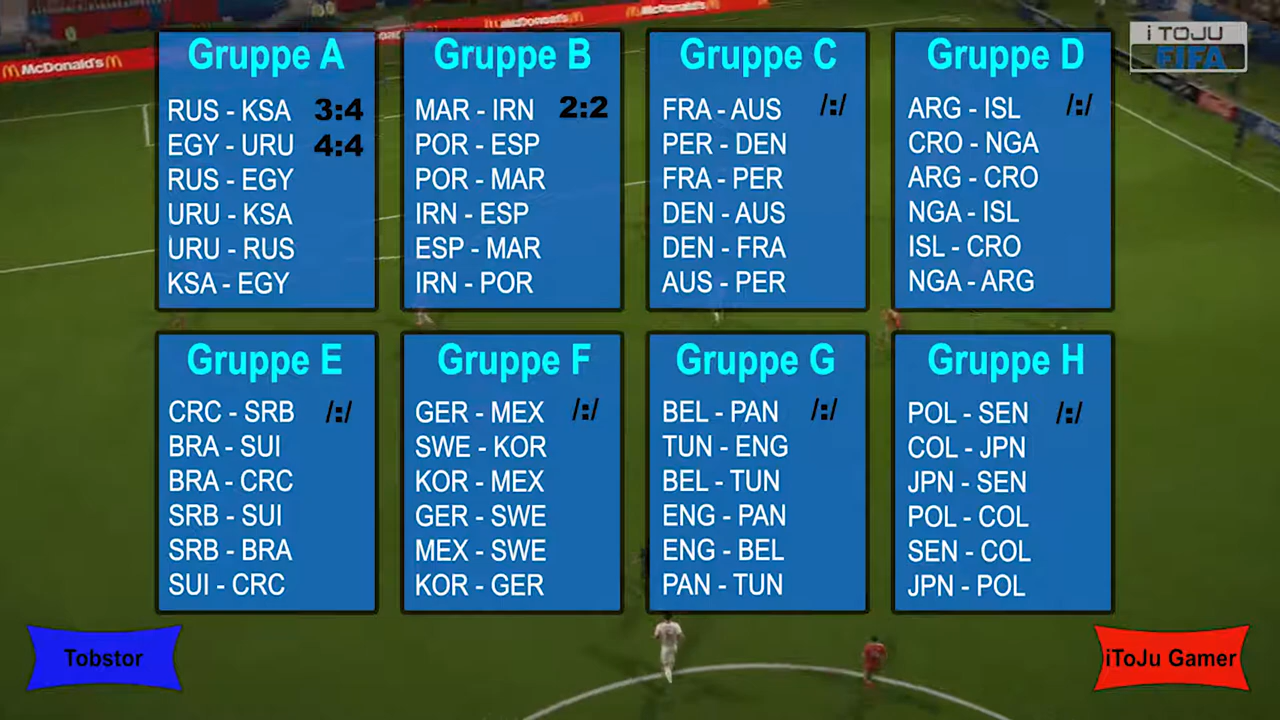 McDonald's
McDonald's
McDonald's
i TOJU
FIFA
Gruppe A
RUS - KSA 3:4
EGY - URU 4:4
RUS - EGY
URU - KSA
URU - RUS
KSA - EGY
Gruppe B
MAR - IRN 2:2
POR - ESP
POR - MAR
IRN - ESP
ESP - MAR
IRN - POR
Gruppe C
FRA - AUS /:/
PER - DEN
FRA - PER
DEN - AUS
DEN - FRA
AUS - PER
Gruppe D
ARG - ISL /:/
CRO - NGA
ARG - CRO
NGA - ISL
ISL - CRO
NGA - ARG
Gruppe E
CRC - SRB /:/
BRA - SUI
BRA - CRC
SRB - SUI
SRB - BRA
SUI - CRC
Gruppe F
GER - MEX /:/
SWE - KOR
KOR - MEX
GER - SWE
MEX - SWE
KOR - GER
Gruppe G
BEL - PAN /:/
TUN - ENG
BEL - TUN
ENG - PAN
ENG - BEL
PAN - TUN
Gruppe H
POL - SEN /:/
COL - JPN
JPN - SEN
POL - COL
SEN - COL
JPN - POL
Tobstor
iToJu Gamer